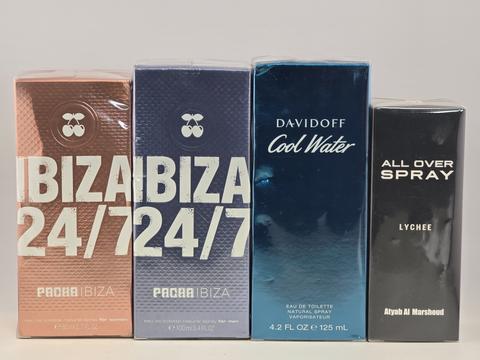 IBIZA
24/7
PACHA IBIZA
IBIZA
24/7
PACHA IBIZA
DAVIDOFF
Cool Water
EAU DE TOILETTE
NATURAL SPRAY
VAPORISATEUR
4.2 FL OZ e 125 mL
ALL OVER
SPRAY
LYCHEE
Atyab Al Marshoud